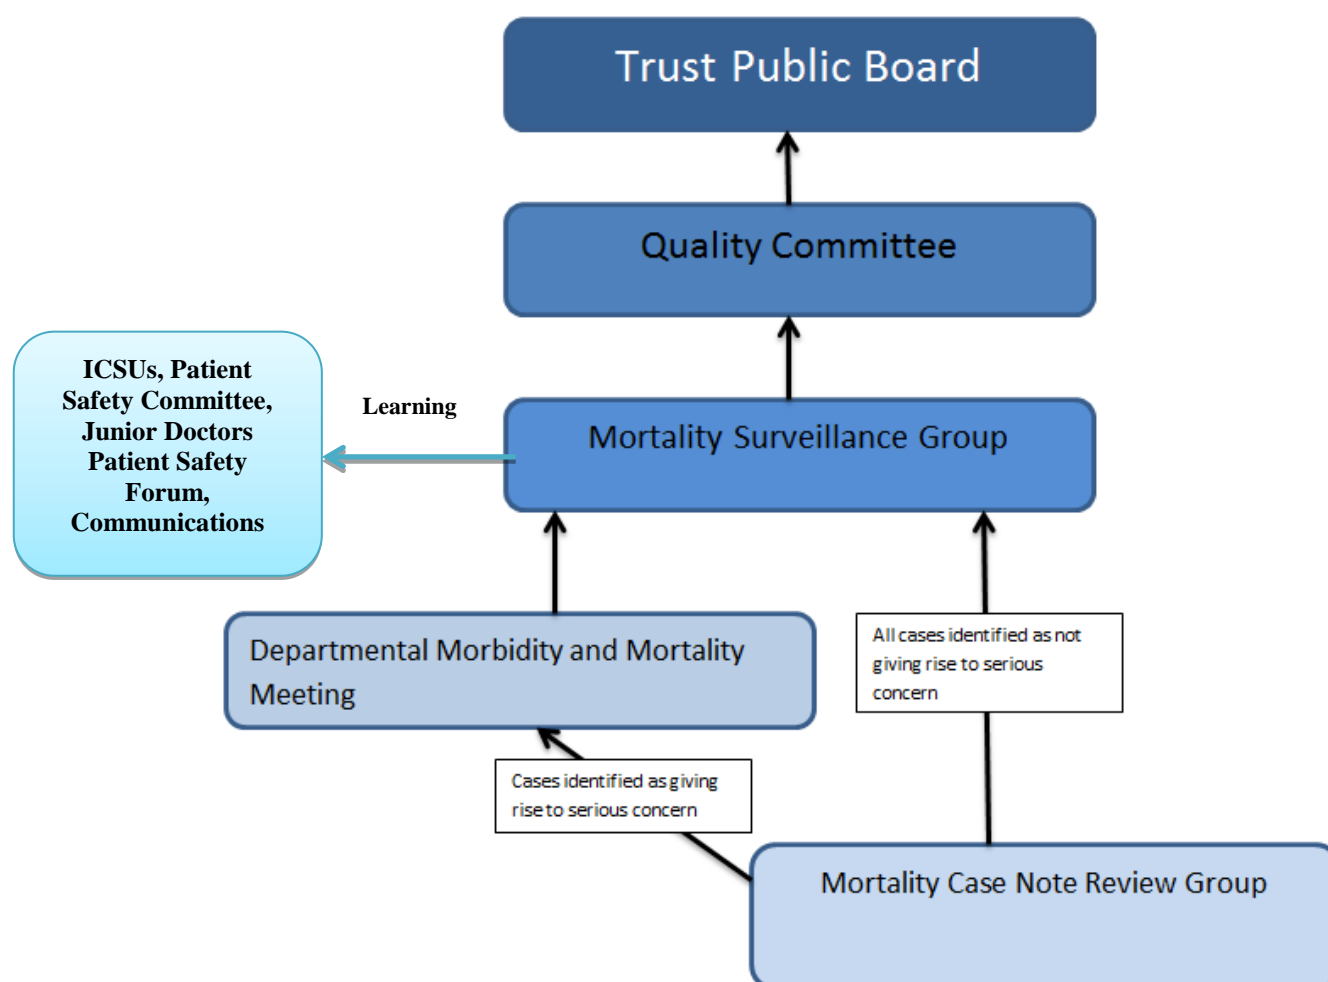 Trust Public Board
Quality Committee
ICSUs, Patient
Safety Committee,
Junior Doctors
Patient Safety
Forum,
Communications
Learning
Mortality Surveillance Group
Departmental Morbidity and Mortality
Meeting
All cases identified as not
giving rise to serious
concern
Cases identified as giving
rise to serious concern
Mortality Case Note Review Group